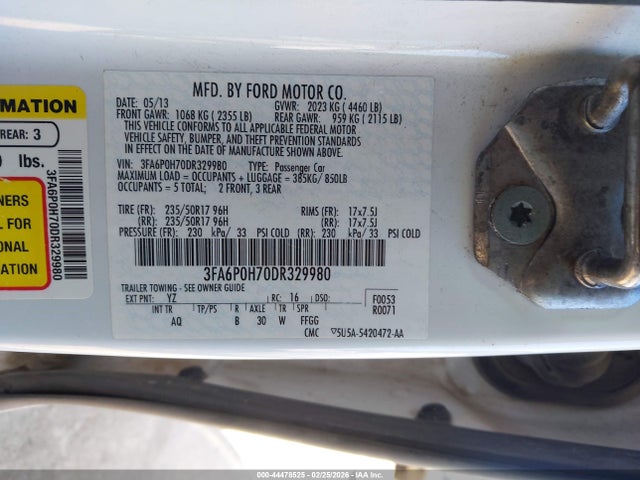 MFD. BY FORD MOTOR CO.
DATE: 05/13 GVWR: 2023 KG ( 4460 LB)
FRONT GAWR: 1068 KG ( 2355 LB) REAR GAWR: 959 KG ( 2115 LB)
THIS VEHICLE CONFORMS TO ALL APPLICABLE FEDERAL MOTOR
VEHICLE SAFETY, BUMPER, AND THEFT PREVENTION STANDARDS
IN EFFECT ON THE DATE OF MANUFACTURE SHOWN ABOVE.
VIN: 3FA6P0H70DR329980 TYPE: Passenger Car
MAXIMUM LOAD = OCCUPANTS + LUGGAGE = 385KG/ 850LB
OCCUPANTS = 5 TOTAL; 2 FRONT, 3 REAR
TIRE (FR): 235/50R17 96H RIMS (FR): 17x7.5J
(RR): 235/50R17 96H (RR): 17x7.5J
PRESSURE (FR): 230 kPa/ 33 PSI COLD (RR): 230 kPa/ 33 PSI COLD
3FA6P0H70DR329980
TRAILER TOWING - SEE OWNER GUIDE
EXT PNT: YZ RC: 16 DSO: F0053
INT TR TP/PS R AXLE TR SPR R0071
AQ B 30 W FFGG
CMC ▽5U5A-5420472-AA
RMATION
REAR: 3
lbs.
NERS
FOR
ONAL
ATION
3FA6P0H70DR329980
000-44478525 - 02/25/2026 - IAA Inc.